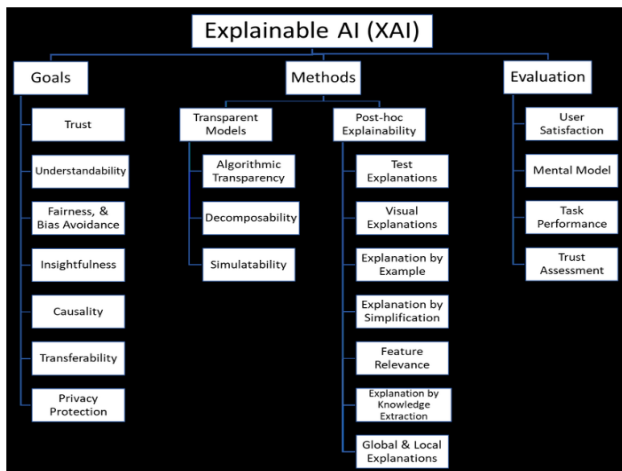 Explainable AI (XAI)
Goals
Methods
Evaluation
Trust
Understandability
Fairness, &
Bias Avoidance
Insightfulness
Causality
Transferability
Privacy
Protection
Transparent
Models
Algorithmic
Transparency
Decomposability
Simulatability
Post-hoc
Explainability
Test
Explanations
Visual
Explanations
Explanation by
Example
Explanation by
Simplification
Feature
Relevance
Explanation by
Knowledge
Extraction
Global & Local
Explanations
User
Satisfaction
Mental Model
Task
Performance
Trust
Assessment